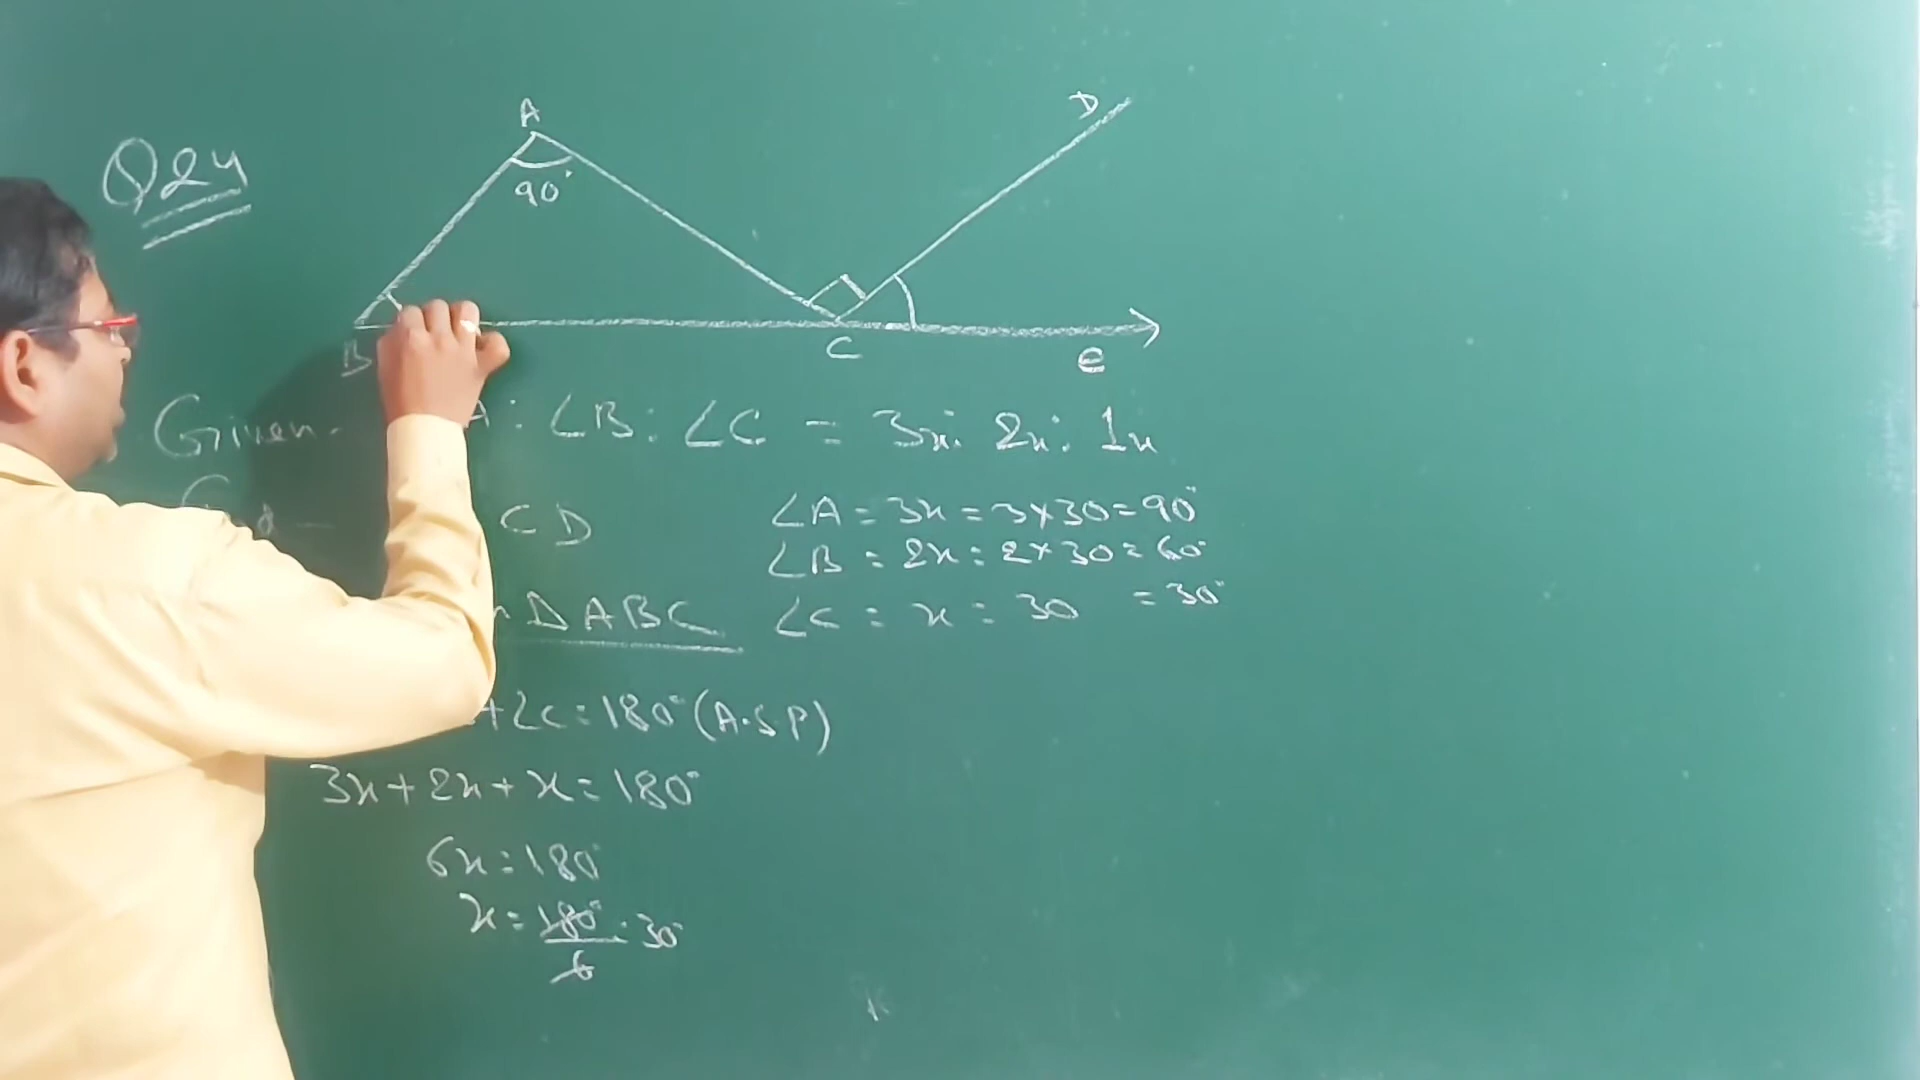 Q24
A
D
90°
B
C
e
Given - A : ∠B : ∠C = 3x : 2x : 1x
CD
∠A = 3x = 3×30 = 90°
∠B = 2x = 2×30 = 60°
∠C = x = 30 = 30°
ΔABC
+∠C = 180° (A.S.P)
3x + 2x + x = 180°
6x = 180°
x = 180°/6 = 30°